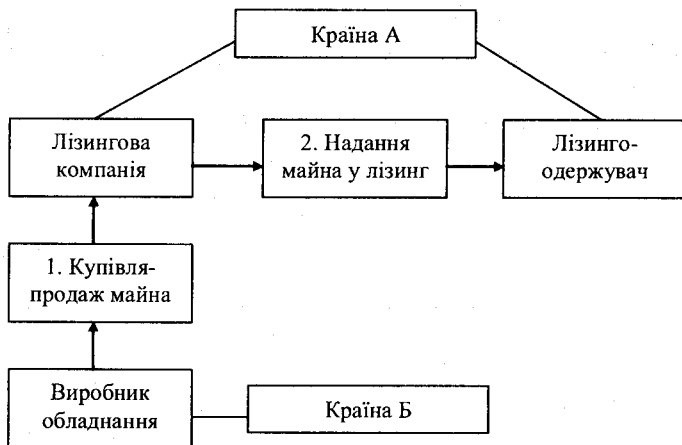 Країна А
Лізингова
компанія
2. Надання
майна у лізинг
Лізинго-
одержувач
1. Купівля-
продаж майна
Виробник
обладнання
Країна Б